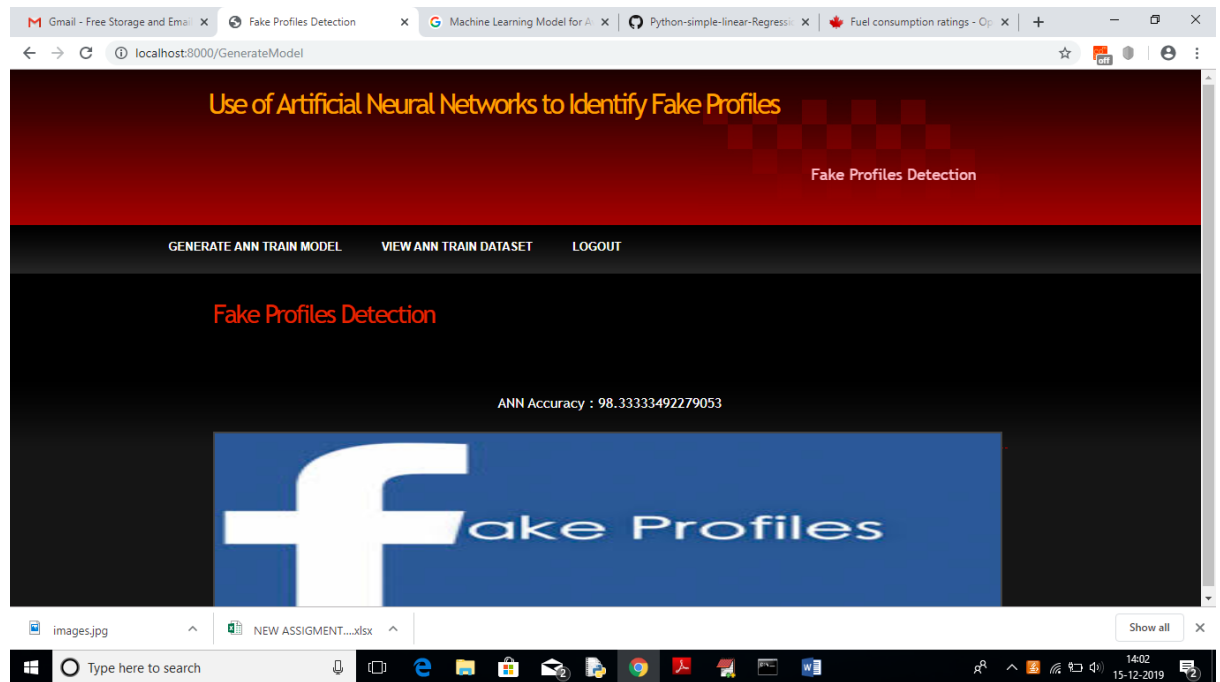 Gmail - Free Storage and Emai
Fake Profiles Detection
Machine Learning Model for A
Python-simple-linear-Regressi
Fuel consumption ratings - Op
localhost:8000/GenerateModel
off
Use of Artificial Neural Networks to Identify Fake Profiles
Fake Profiles Detection
GENERATE ANN TRAIN MODEL VIEW ANN TRAIN DATASET LOGOUT
Fake Profiles Detection
ANN Accuracy : 98.33333492279053
fake Profiles
images.jpg
NEW ASSIGMENT....xlsx
Show all
Type here to search
2
14:02
15-12-2019
2